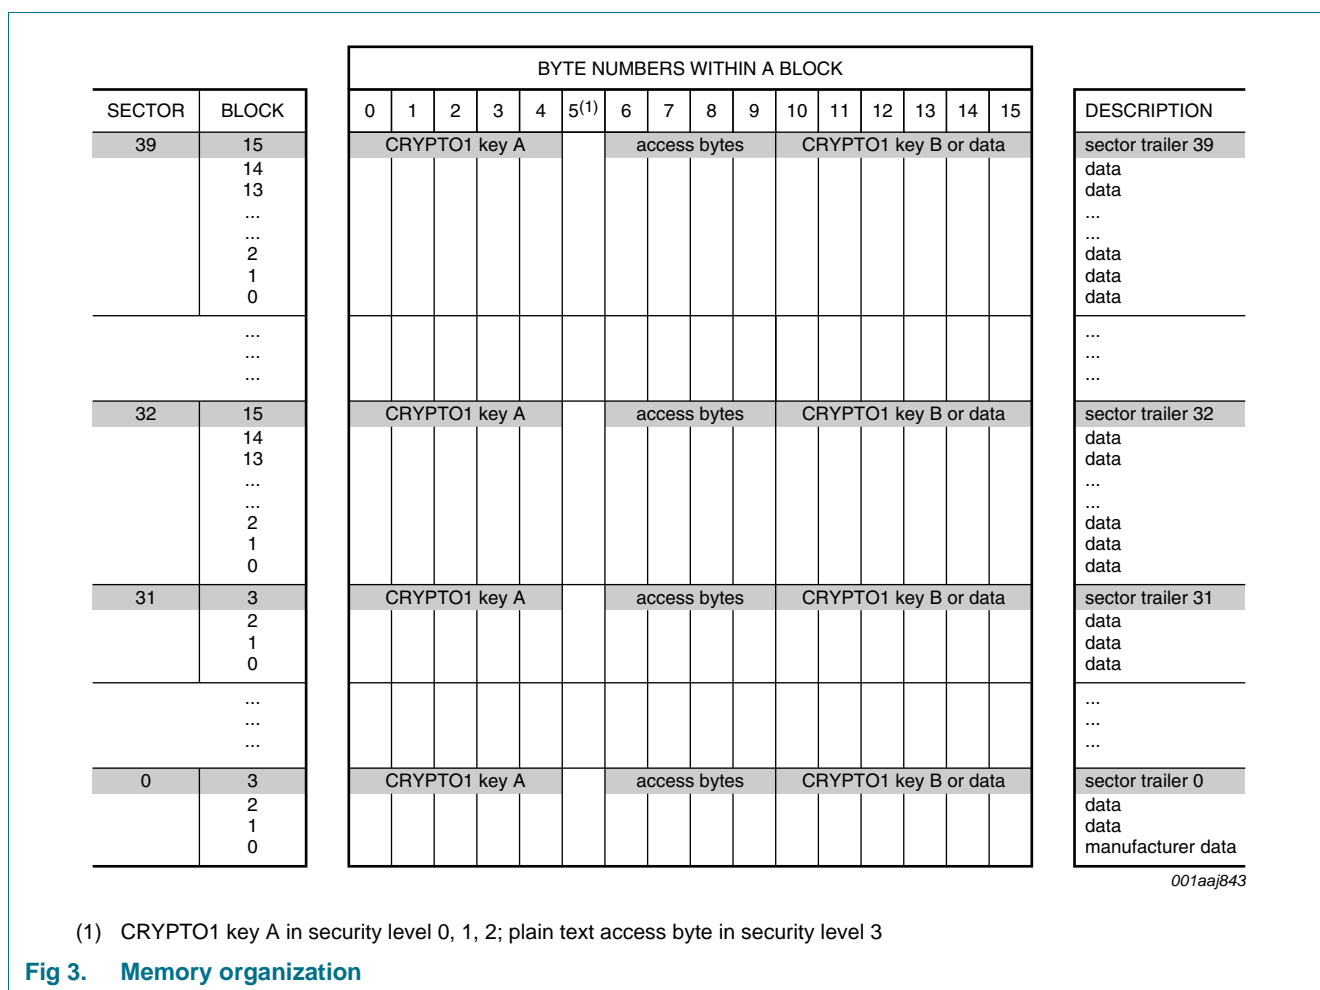 BYTE NUMBERS WITHIN A BLOCK
SECTOR BLOCK 0 1 2 3 4 5(1) 6 7 8 9 10 11 12 13 14 15 DESCRIPTION
39 15 CRYPTO1 key A access bytes CRYPTO1 key B or data sector trailer 39
14 data
13 data
... ...
... ...
2 data
1 data
0 data
... ...
... ...
... ...
32 15 CRYPTO1 key A access bytes CRYPTO1 key B or data sector trailer 32
14 data
13 data
... ...
... ...
2 data
1 data
0 data
31 3 CRYPTO1 key A access bytes CRYPTO1 key B or data sector trailer 31
2 data
1 data
0 data
... ...
... ...
... ...
0 3 CRYPTO1 key A access bytes CRYPTO1 key B or data sector trailer 0
2 data
1 data
0 manufacturer data
001aaj843
(1) CRYPTO1 key A in security level 0, 1, 2; plain text access byte in security level 3
Fig 3. Memory organization